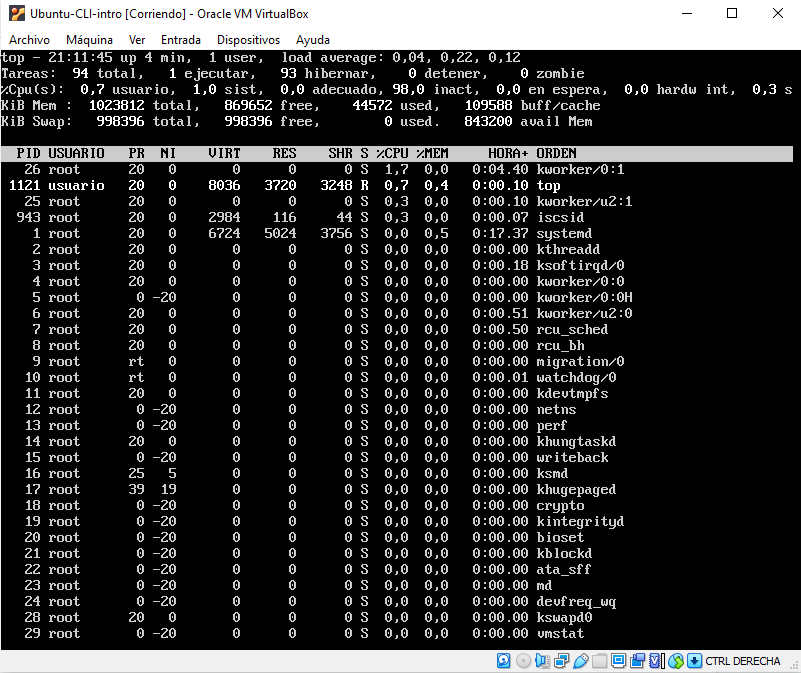 Ubuntu-CLI-intro [Corriendo] - Oracle VM VirtualBox
Archivo Máquina Ver Entrada Dispositivos Ayuda
top - 21:11:45 up 4 min, 1 user, load average: 0,04, 0,22, 0,12
Tareas: 94 total, 1 ejecutar, 93 hibernar, 0 detener, 0 zombie
%Cpu(s): 0,7 usuario, 1,0 sist, 0,0 adecuado, 98,0 inact, 0,0 en espera, 0,0 hardw int, 0,3 s
KiB Mem : 1023812 total, 869652 free, 44572 used, 109588 buff/cache
KiB Swap: 998396 total, 998396 free, 0 used. 843200 avail Mem
PID USUARIO PR NI VIRT RES SHR S %CPU %MEM HORA+ ORDEN
26 root 20 0 0 0 0 S 1,7 0,0 0:04.40 kworker/0:1
1121 usuario 20 0 8036 3720 3248 R 0,7 0,4 0:00.10 top
25 root 20 0 0 0 0 S 0,3 0,0 0:00.10 kworker/u2:1
943 root 20 0 2984 116 44 S 0,3 0,0 0:00.07 iscsid
1 root 20 0 6724 5024 3756 S 0,0 0,5 0:17.37 systemd
2 root 20 0 0 0 0 S 0,0 0,0 0:00.00 kthreadd
3 root 20 0 0 0 0 S 0,0 0,0 0:00.18 ksoftirqd/0
4 root 20 0 0 0 0 S 0,0 0,0 0:00.00 kworker/0:0
5 root 0 -20 0 0 0 S 0,0 0,0 0:00.00 kworker/0:0H
6 root 20 0 0 0 0 S 0,0 0,0 0:00.51 kworker/u2:0
7 root 20 0 0 0 0 S 0,0 0,0 0:00.50 rcu_sched
8 root 20 0 0 0 0 S 0,0 0,0 0:00.00 rcu_bh
9 root rt 0 0 0 0 S 0,0 0,0 0:00.00 migration/0
10 root rt 0 0 0 0 S 0,0 0,0 0:00.01 watchdog/0
11 root 20 0 0 0 0 S 0,0 0,0 0:00.00 kdevtmpfs
12 root 0 -20 0 0 0 S 0,0 0,0 0:00.00 netns
13 root 0 -20 0 0 0 S 0,0 0,0 0:00.00 perf
14 root 20 0 0 0 0 S 0,0 0,0 0:00.00 khungtaskd
15 root 0 -20 0 0 0 S 0,0 0,0 0:00.00 writeback
16 root 25 5 0 0 0 S 0,0 0,0 0:00.00 ksmd
17 root 39 19 0 0 0 S 0,0 0,0 0:00.00 khugepaged
18 root 0 -20 0 0 0 S 0,0 0,0 0:00.00 crypto
19 root 0 -20 0 0 0 S 0,0 0,0 0:00.00 kintegrityd
20 root 0 -20 0 0 0 S 0,0 0,0 0:00.00 bioset
21 root 0 -20 0 0 0 S 0,0 0,0 0:00.00 kblockd
22 root 0 -20 0 0 0 S 0,0 0,0 0:00.00 ata_sff
23 root 0 -20 0 0 0 S 0,0 0,0 0:00.00 md
24 root 0 -20 0 0 0 S 0,0 0,0 0:00.00 devfreq_wq
28 root 20 0 0 0 0 S 0,0 0,0 0:00.00 kswapd0
29 root 0 -20 0 0 0 S 0,0 0,0 0:00.00 vmstat
CTRL DERECHA